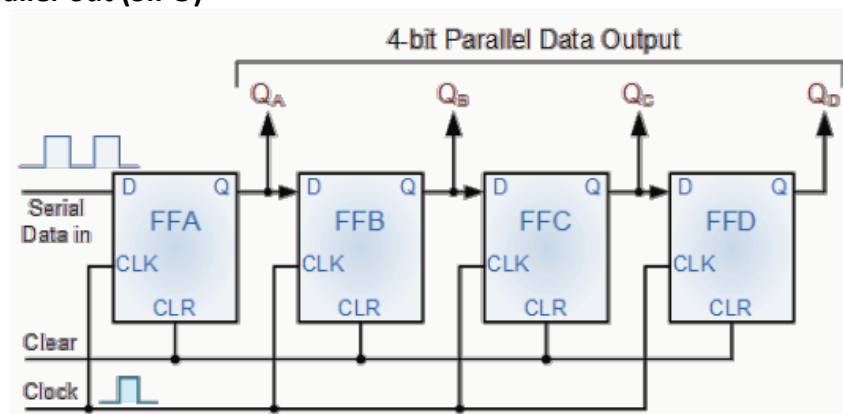 4-bit Parallel Data Output
QA QB QC QD
D Q D Q D Q D Q
Serial
Data in
FFA FFB FFC FFD
CLK CLK CLK CLK
CLR CLR CLR CLR
Clear
Clock